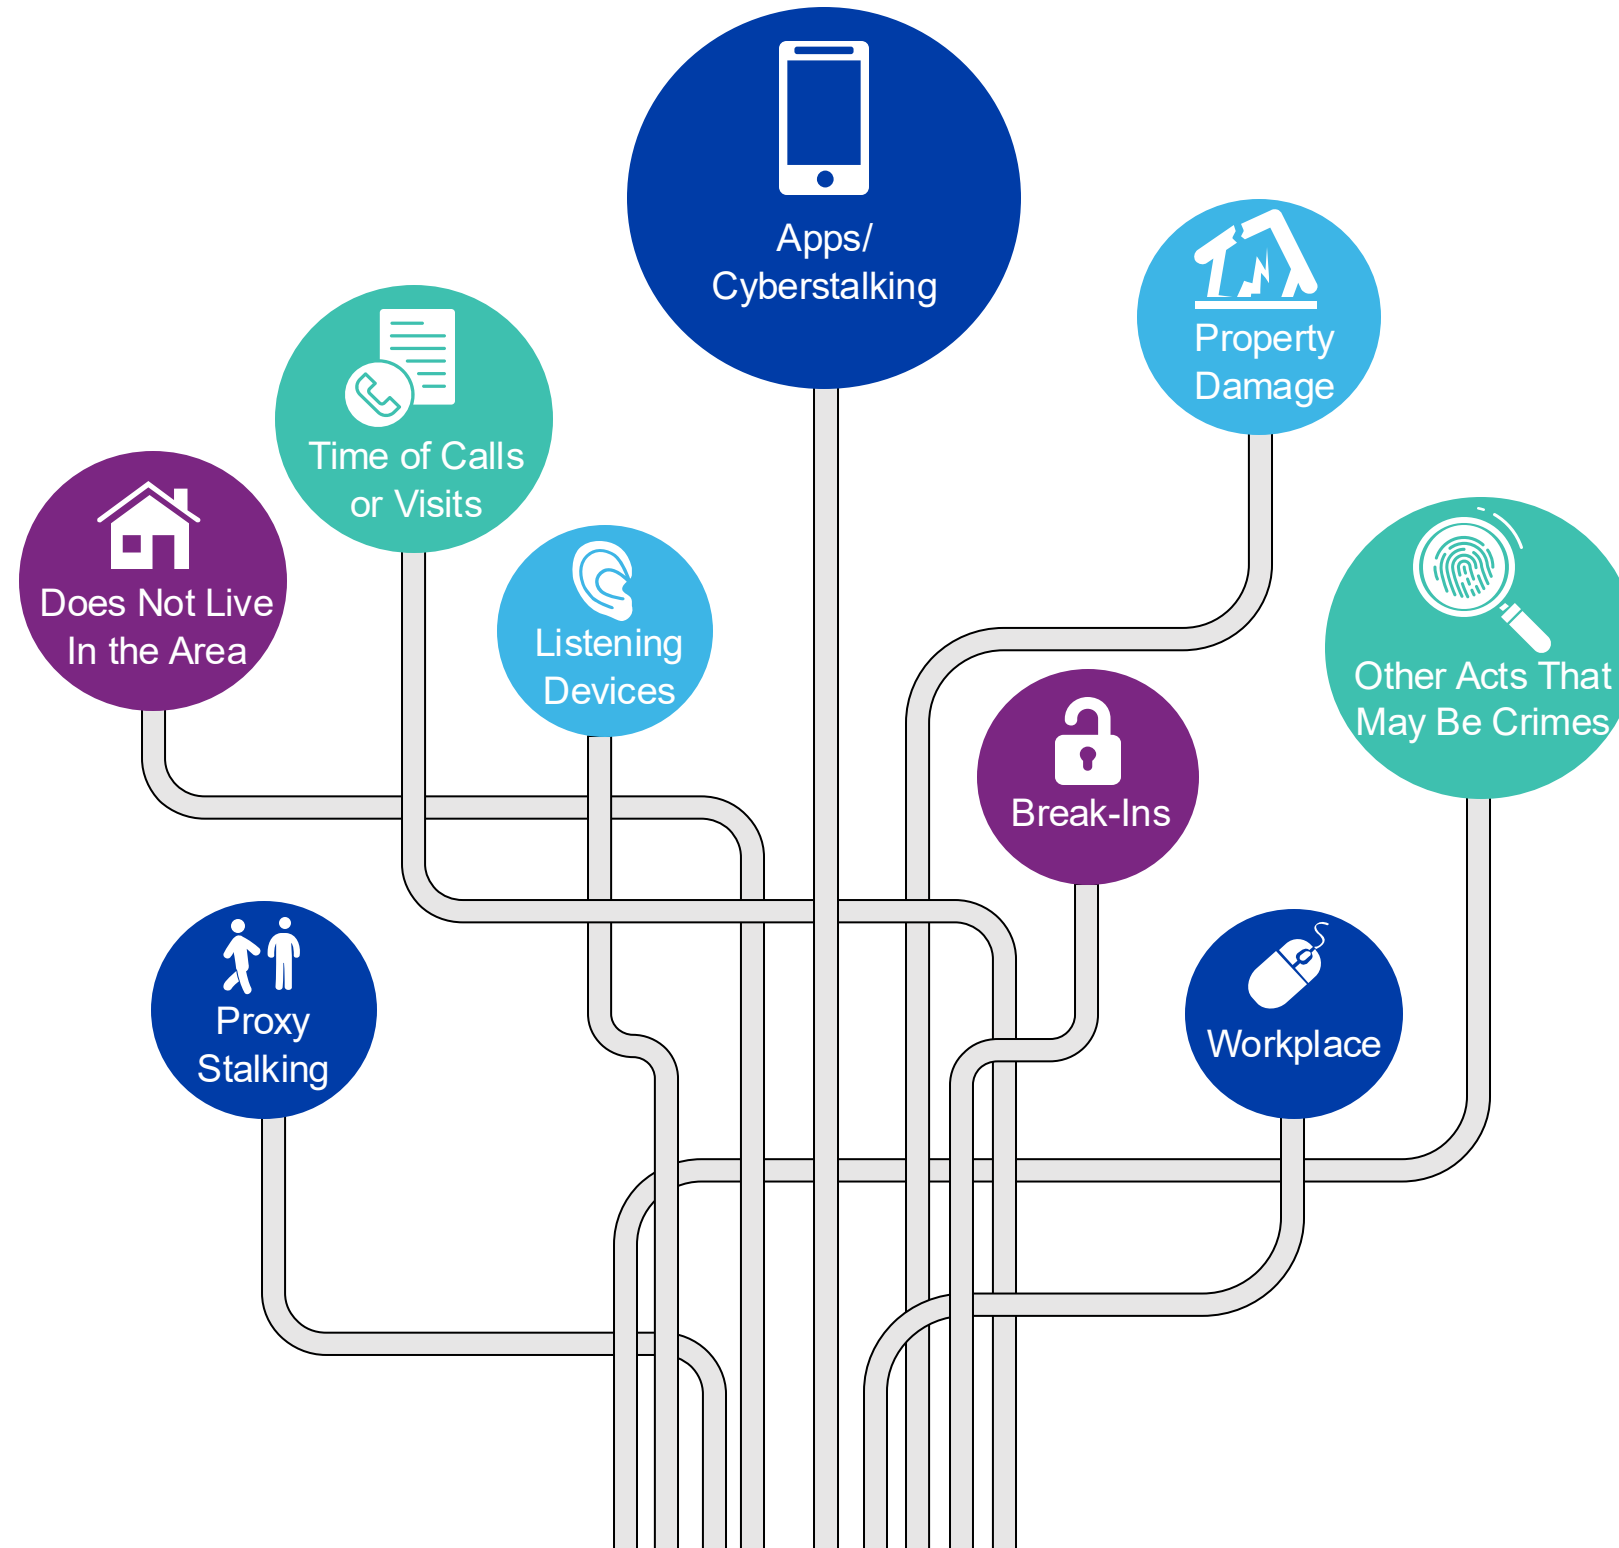 Apps/
Cyberstalking
Property
Damage
Time of Calls
or Visits
Does Not Live
In the Area
Listening
Devices
Other Acts That
May Be Crimes
Break-Ins
Proxy
Stalking
Workplace